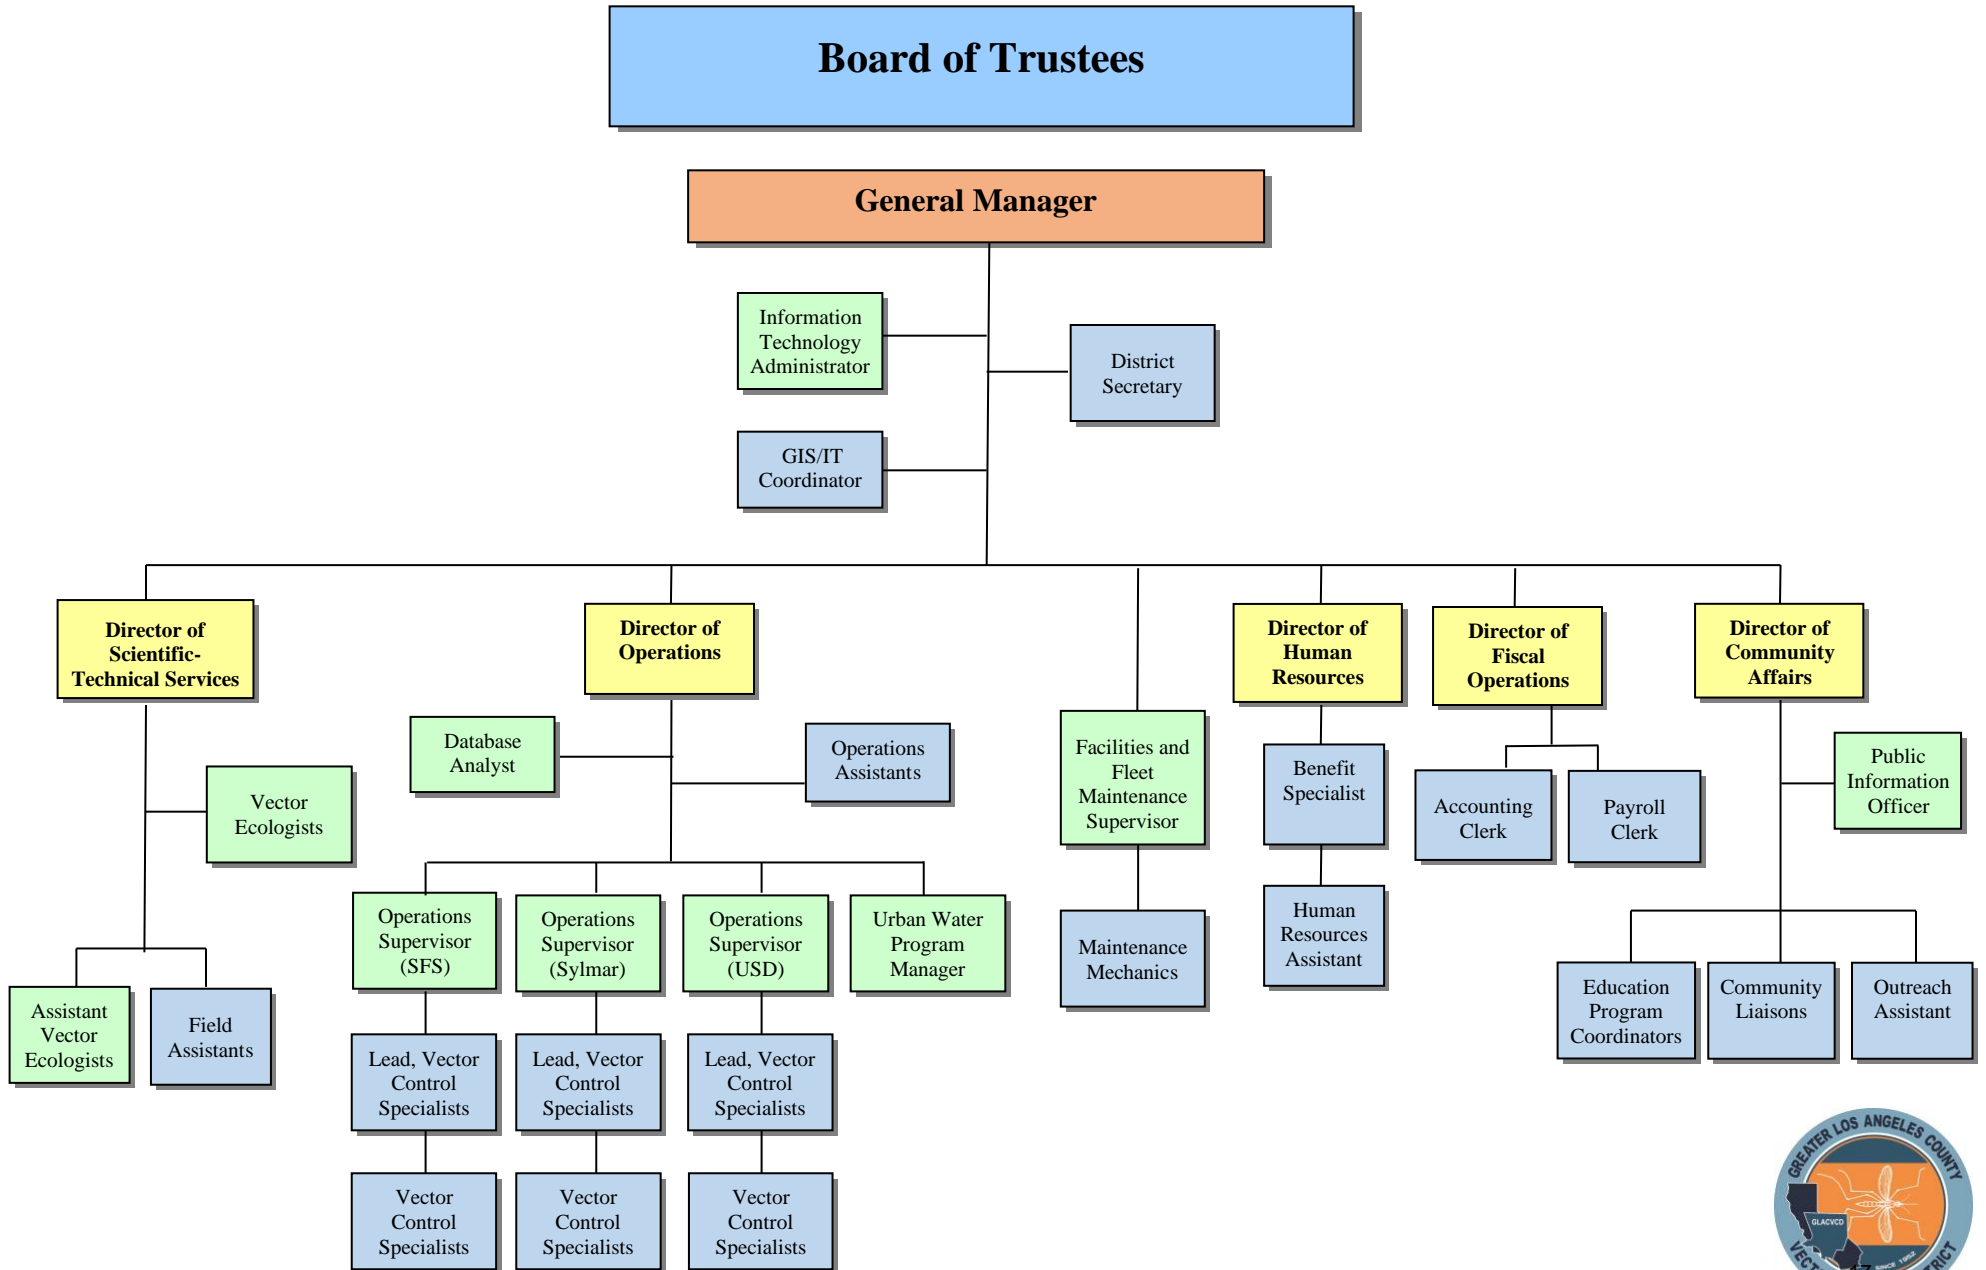 Board of Trustees
General Manager
Information
Technology
Administrator
District
Secretary
GIS/IT
Coordinator
Director of
Scientific-
Technical Services
Director of
Operations
Director of
Human
Resources
Director of
Fiscal
Operations
Director of
Community
Affairs
Database
Analyst
Operations
Assistants
Facilities and
Fleet
Maintenance
Supervisor
Benefit
Specialist
Accounting
Clerk
Payroll
Clerk
Public
Information
Officer
Vector
Ecologists
Operations
Supervisor
(SFS)
Operations
Supervisor
(Sylmar)
Operations
Supervisor
(USD)
Urban Water
Program
Manager
Maintenance
Mechanics
Human
Resources
Assistant
Education
Program
Coordinators
Community
Liaisons
Outreach
Assistant
Assistant
Vector
Ecologists
Field
Assistants
Lead, Vector
Control
Specialists
Lead, Vector
Control
Specialists
Lead, Vector
Control
Specialists
Vector
Control
Specialists
Vector
Control
Specialists
Vector
Control
Specialists
GREATER LOS ANGELES COUNTY
GLACVCD
SINCE 1952